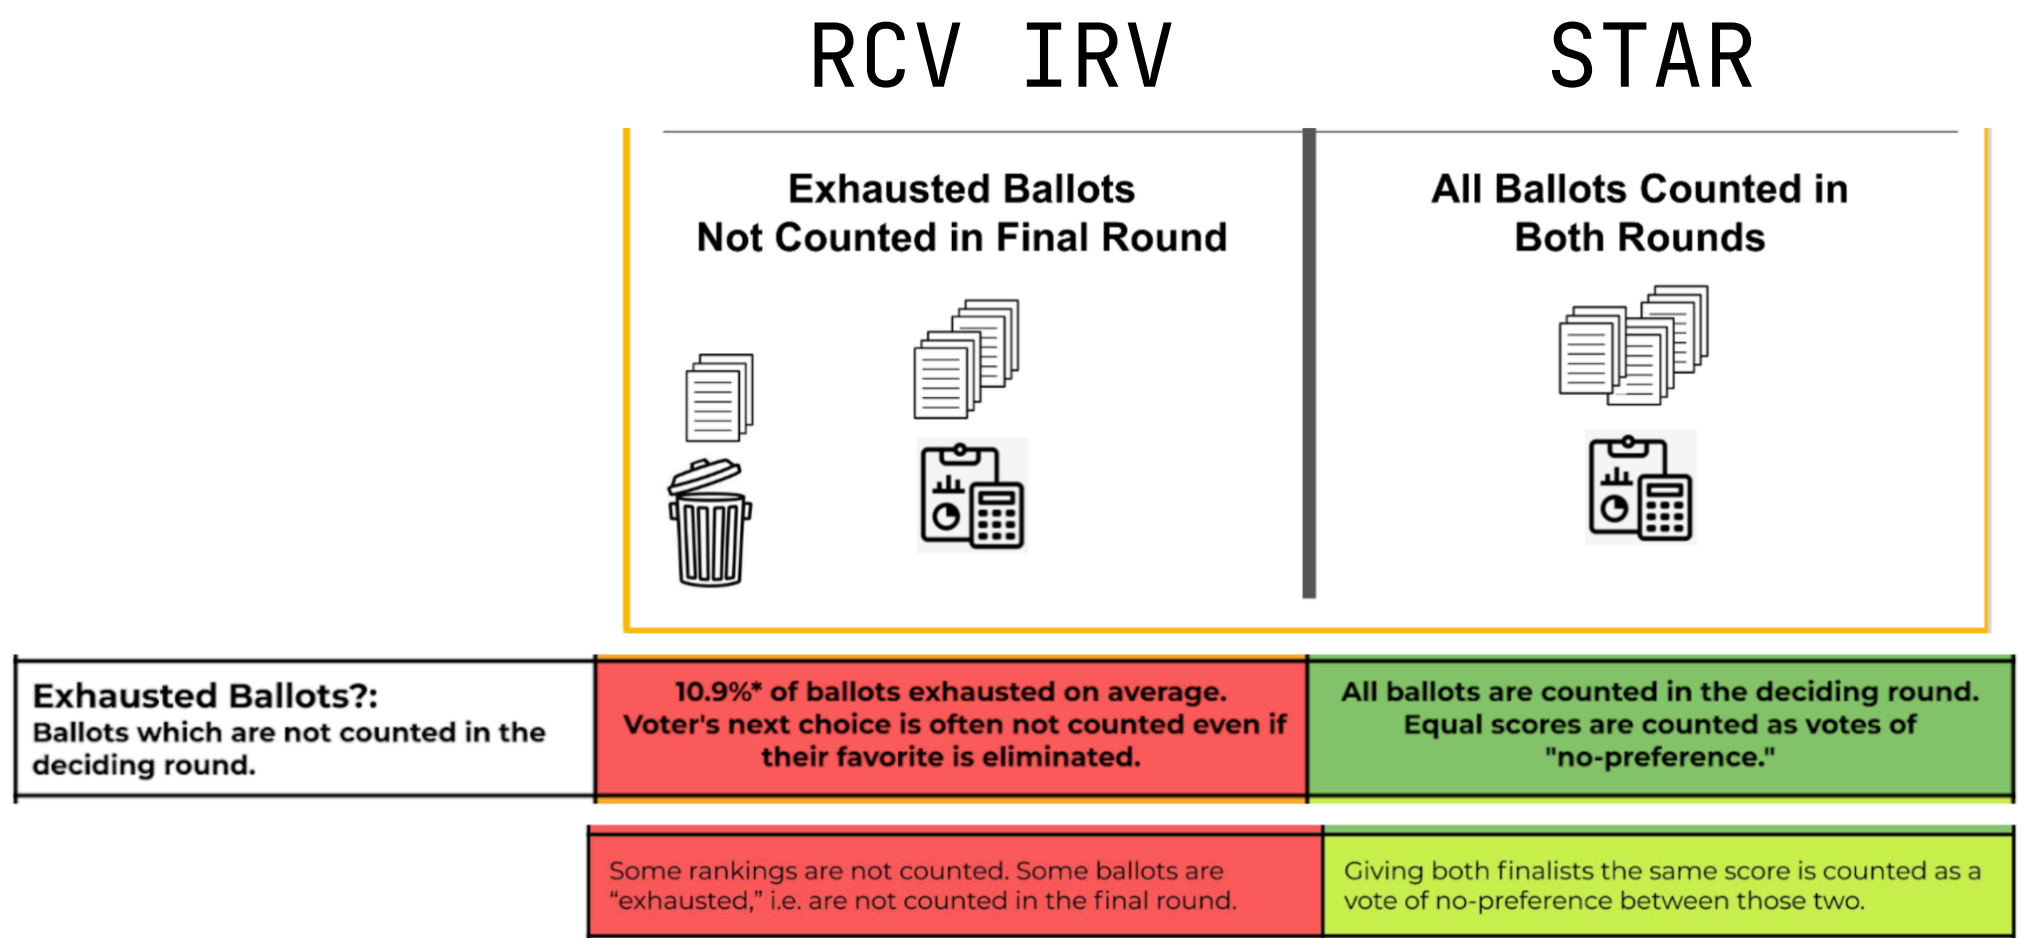 RCV IRV
STAR
Exhausted Ballots
Not Counted in Final Round
All Ballots Counted in
Both Rounds
Exhausted Ballots?:
Ballots which are not counted in the
deciding round.
10.9%* of ballots exhausted on average.
Voter's next choice is often not counted even if
their favorite is eliminated.
All ballots are counted in the deciding round.
Equal scores are counted as votes of
"no-preference."
Some rankings are not counted. Some ballots are
“exhausted,” i.e. are not counted in the final round.
Giving both finalists the same score is counted as a
vote of no-preference between those two.